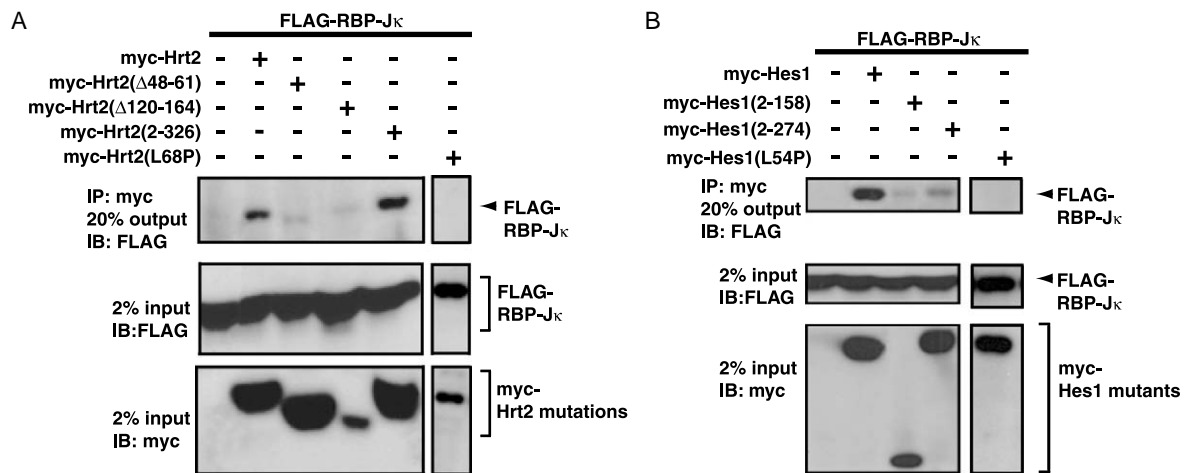 A
FLAG-RBP-Jκ
myc-Hrt2 - + - - - -
myc-Hrt2(Δ48-61) - - + - - -
myc-Hrt2(Δ120-164) - - - + - -
myc-Hrt2(2-326) - - - - + -
myc-Hrt2(L68P) - - - - - +
IP: myc
20% output
IB: FLAG
FLAG-
RBP-Jκ
2% input
IB:FLAG
FLAG-
RBP-Jκ
2% input
IB: myc
myc-
Hrt2 mutations
B
FLAG-RBP-Jκ
myc-Hes1 - + - - -
myc-Hes1(2-158) - - + - -
myc-Hes1(2-274) - - - + -
myc-Hes1(L54P) - - - - +
IP: myc
20% output
IB: FLAG
FLAG-
RBP-Jκ
2% input
IB:FLAG
FLAG-
RBP-Jκ
2% input
IB: myc
myc-
Hes1 mutants